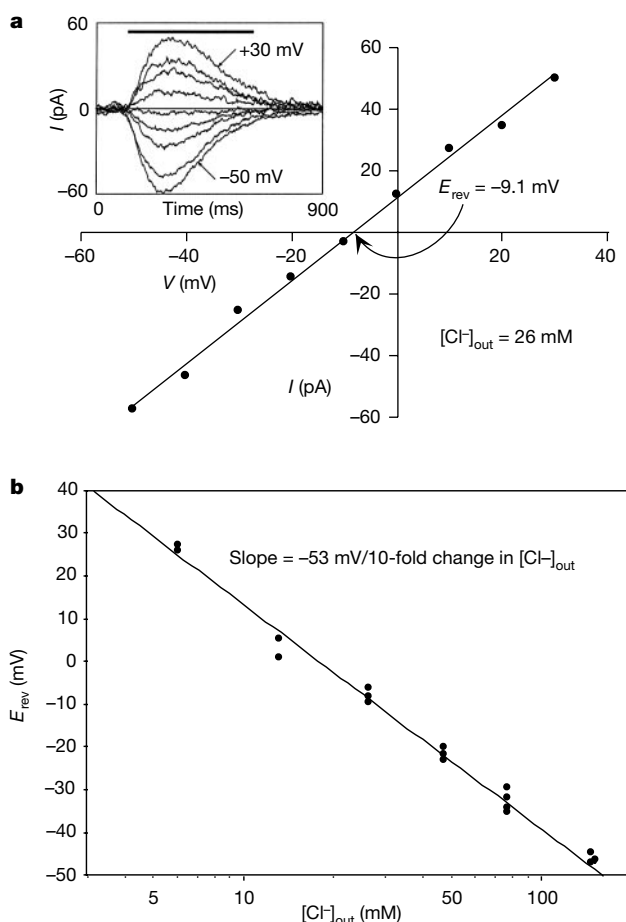 a
60
I (pA)
0
–60
+30 mV
–50 mV
0 Time (ms) 900
60
40
20
E_rev = –9.1 mV
–60 –40 –20 20 40
V (mV)
–20
[Cl–]out = 26 mM
–40
I (pA)
–60
b
40
30
Slope = –53 mV/10-fold change in [Cl–]out
20
10
0
E_rev (mV)
–10
–20
–30
–40
–50
5 10 50 100
[Cl–]out (mM)